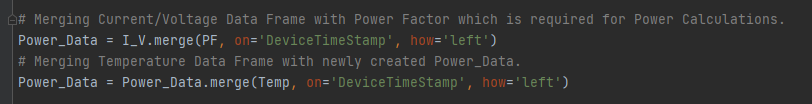 # Merging Current/Voltage Data Frame with Power Factor which is required for Power Calculations.
Power_Data = I_V.merge(PF, on='DeviceTimeStamp', how='left')
# Merging Temperature Data Frame with newly created Power_Data.
Power_Data = Power_Data.merge(Temp, on='DeviceTimeStamp', how='left')